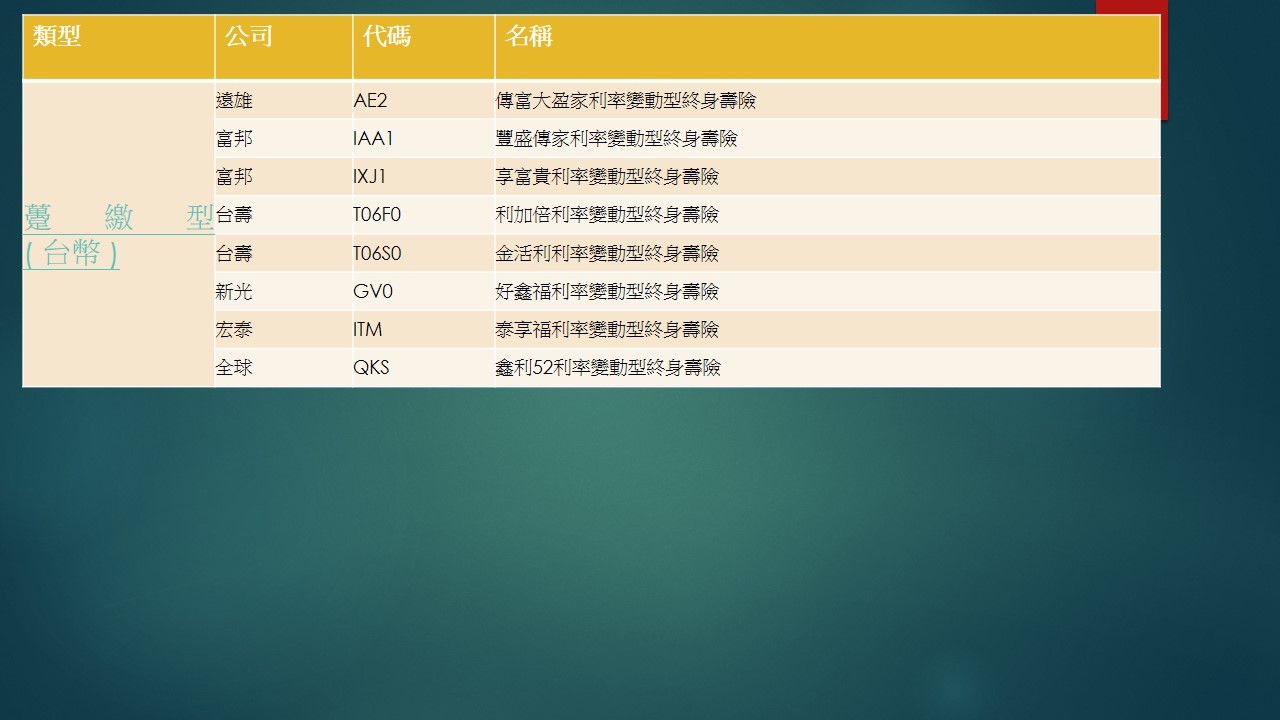 類型 公司 代碼 名稱
躉繳型
(台幣)
遠雄 AE2 傳富大盈家利率變動型終身壽險
富邦 IAA1 豐盛傳家利率變動型終身壽險
富邦 IXJ1 享富貴利率變動型終身壽險
台壽 T06F0 利加倍利率變動型終身壽險
台壽 T06S0 金活利利率變動型終身壽險
新光 GV0 好鑫福利率變動型終身壽險
宏泰 ITM 泰享福利率變動型終身壽險
全球 QKS 鑫利52利率變動型終身壽險